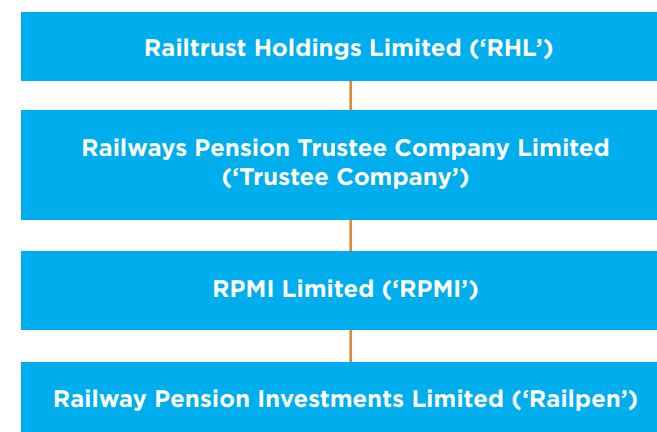 Railtrust Holdings Limited (‘RHL’)
Railways Pension Trustee Company Limited
(‘Trustee Company’)
RPMI Limited (‘RPMI’)
Railway Pension Investments Limited (‘Railpen’)